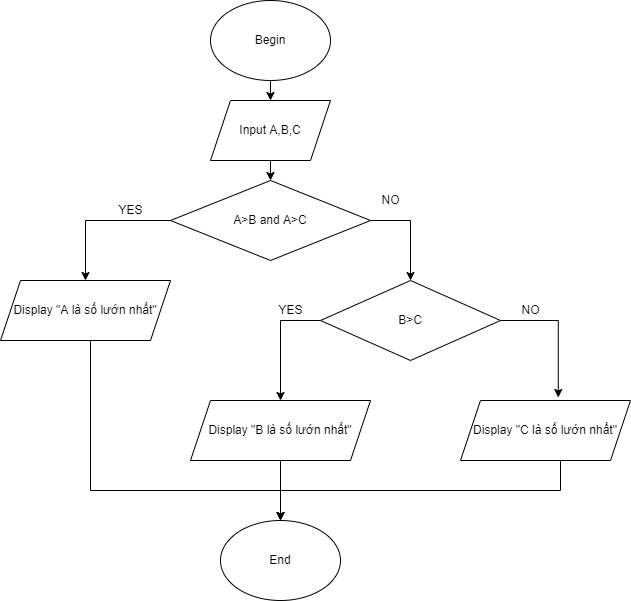 Begin
Input A,B,C
A>B and A>C
YES
NO
Display "A là số lướn nhất"
B>C
YES
NO
Display "B là số lướn nhất"
Display "C là số lướn nhất"
End